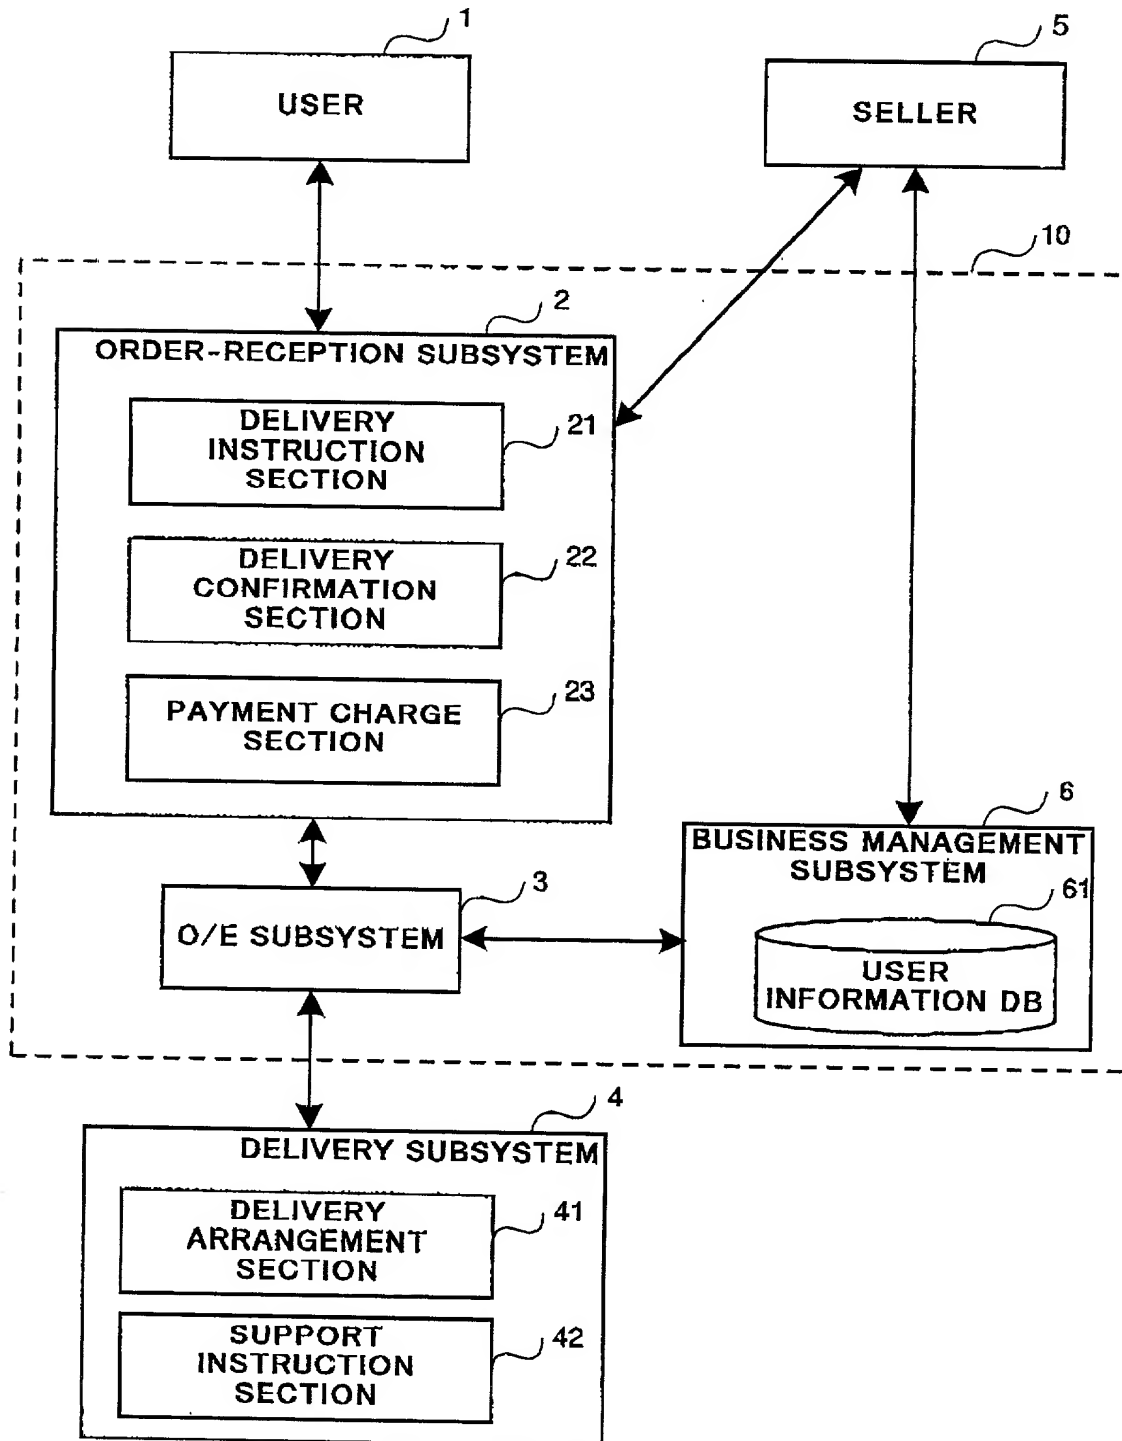 1
USER
5
SELLER
10
2
ORDER-RECEPTION SUBSYSTEM
DELIVERY
INSTRUCTION
SECTION
21
DELIVERY
CONFIRMATION
SECTION
22
PAYMENT CHARGE
SECTION
23
3
O/E SUBSYSTEM
6
BUSINESS MANAGEMENT
SUBSYSTEM
61
USER
INFORMATION DB
4
DELIVERY SUBSYSTEM
DELIVERY
ARRANGEMENT
SECTION
41
SUPPORT
INSTRUCTION
SECTION
42